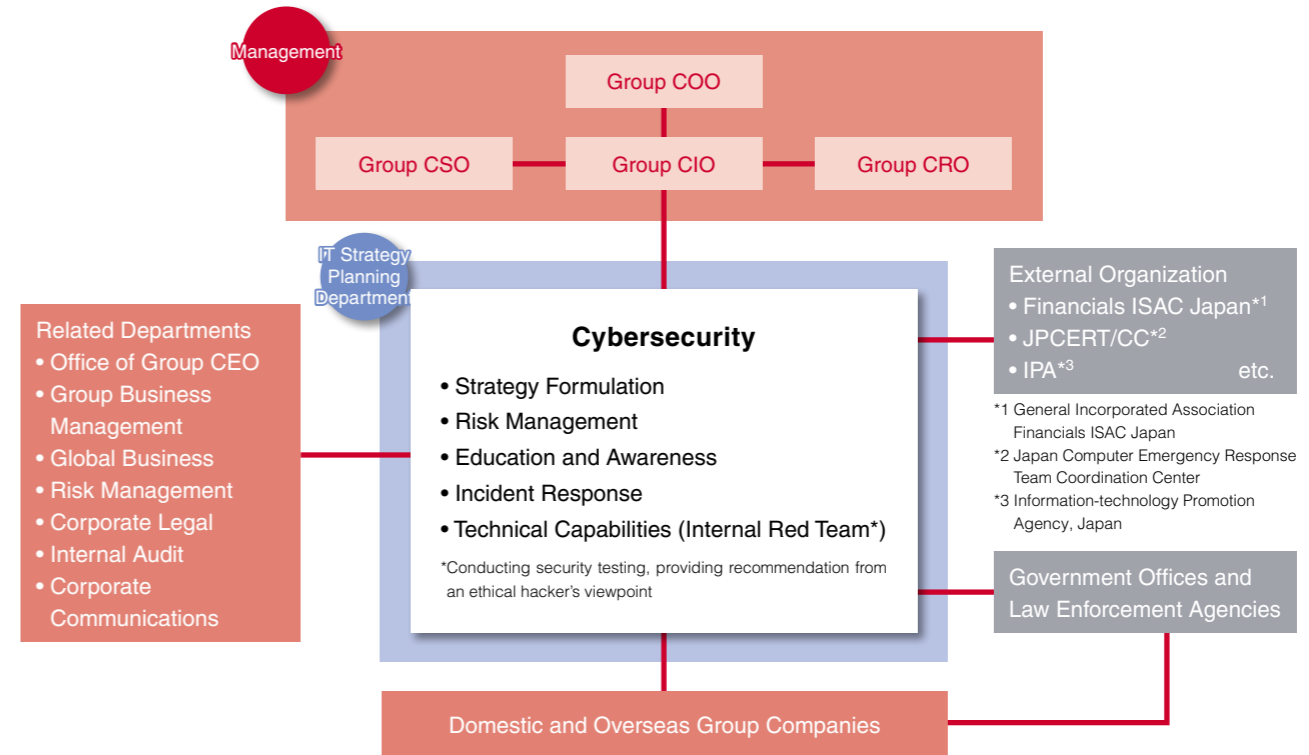 Management
Group COO
Group CSO
Group CIO
Group CRO
IT Strategy
Planning
Department
Related Departments
• Office of Group CEO
• Group Business
Management
• Global Business
• Risk Management
• Corporate Legal
• Internal Audit
• Corporate
Communications
Cybersecurity
• Strategy Formulation
• Risk Management
• Education and Awareness
• Incident Response
• Technical Capabilities (Internal Red Team*)
*Conducting security testing, providing recommendation from
an ethical hacker's viewpoint
External Organization
• Financials ISAC Japan*1
• JPCERT/CC*2
• IPA*3 etc.
*1 General Incorporated Association
Financials ISAC Japan
*2 Japan Computer Emergency Response
Team Coordination Center
*3 Information-technology Promotion
Agency, Japan
Government Offices and
Law Enforcement Agencies
Domestic and Overseas Group Companies